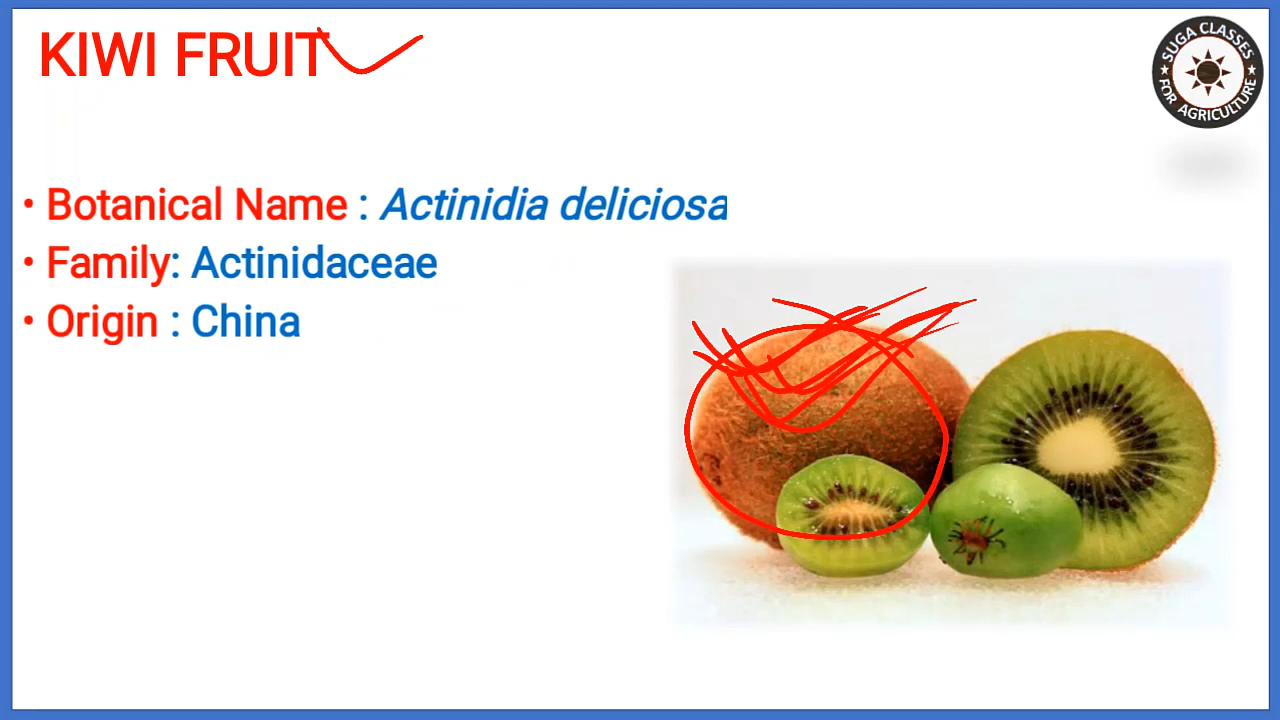 KIWI FRUIT
SUGA CLASSES
FOR AGRICULTURE
• Botanical Name : Actinidia deliciosa
• Family: Actinidaceae
• Origin : China